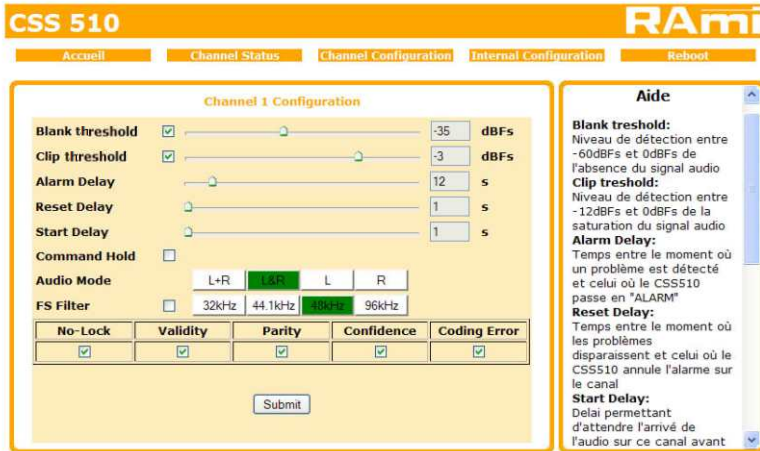 CSS 510
RAmi
Accueil Channel Status Channel Configuration Internal Configuration Reboot
Channel 1 Configuration
Blank threshold -35 dBFs
Clip threshold -3 dBFs
Alarm Delay 12 s
Reset Delay 1 s
Start Delay 1 s
Command Hold
Audio Mode L+R L&R L R
FS Filter 32kHz 44.1kHz 48kHz 96kHz
No-Lock Validity Parity Confidence Coding Error
Submit
Aide
Blank treshold:
Niveau de détection entre
-60dBFs et 0dBFs de
l'absence du signal audio
Clip treshold:
Niveau de détection entre
-12dBFs et 0dBFs de la
saturation du signal audio
Alarm Delay:
Temps entre le moment où
un problème est détecté
et celui où le CSS510
passe en "ALARM"
Reset Delay:
Temps entre le moment où
les problèmes
disparaissent et celui où le
CSS510 annule l'alarme sur
le canal
Start Delay:
Delai permettant
d'attendre l'arrivé de
l'audio sur ce canal avant